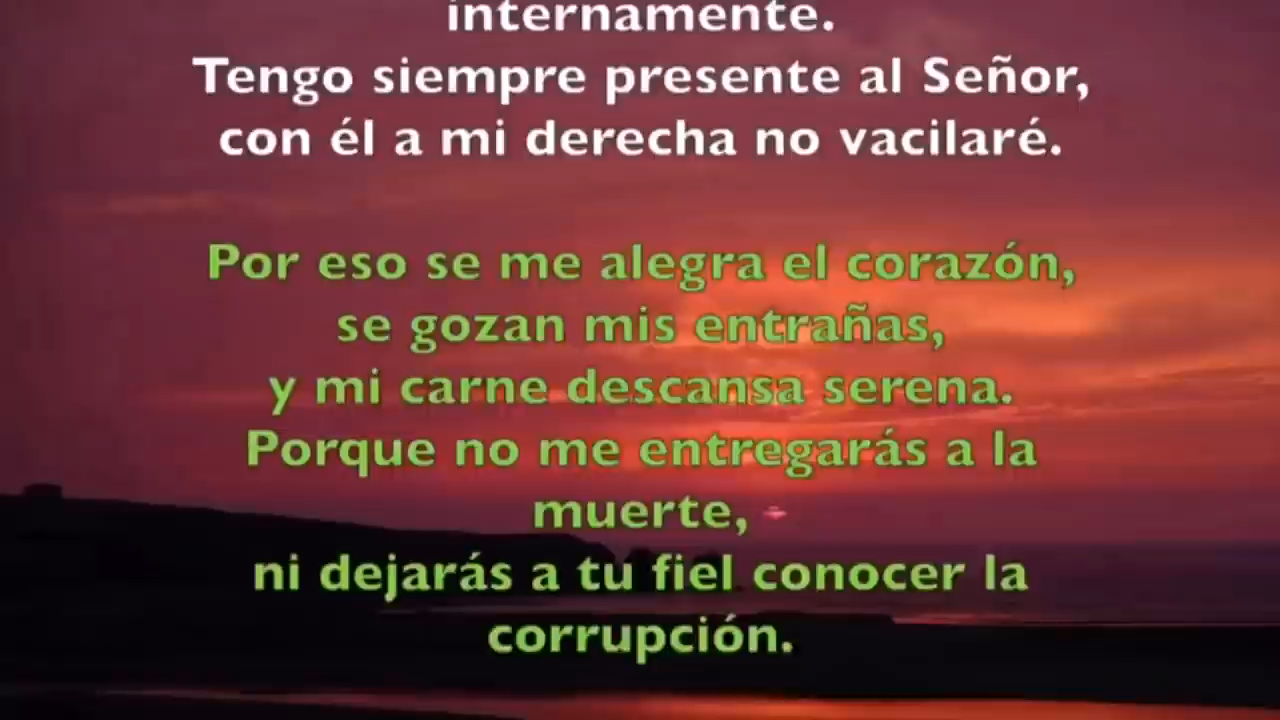 internamente.
Tengo siempre presente al Señor,
con él a mi derecha no vacilaré.
Por eso se me alegra el corazón,
se gozan mis entrañas,
y mi carne descansa serena.
Porque no me entregarás a la
muerte,
ni dejarás a tu fiel conocer la
corrupción.